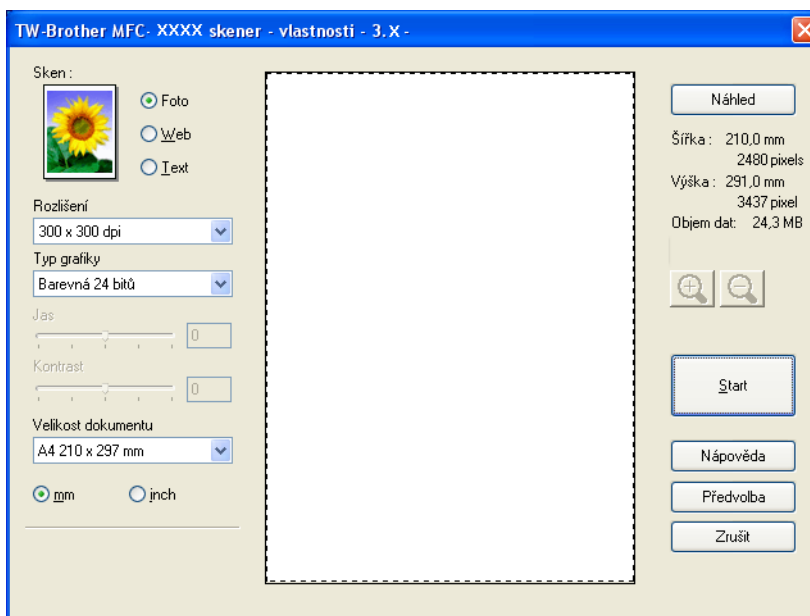 TW-Brother MFC- XXXX skener - vlastnosti - 3.X -
Sken :
Foto
Web
Text
Rozlišení
300 x 300 dpi
Typ grafiky
Barevná 24 bitů
Jas
0
Kontrast
0
Velikost dokumentu
A4 210 x 297 mm
mm
inch
Náhled
Šířka : 210,0 mm
2480 pixels
Výška : 291,0 mm
3437 pixel
Objem dat: 24,3 MB
Start
Nápověda
Předvolba
Zrušit